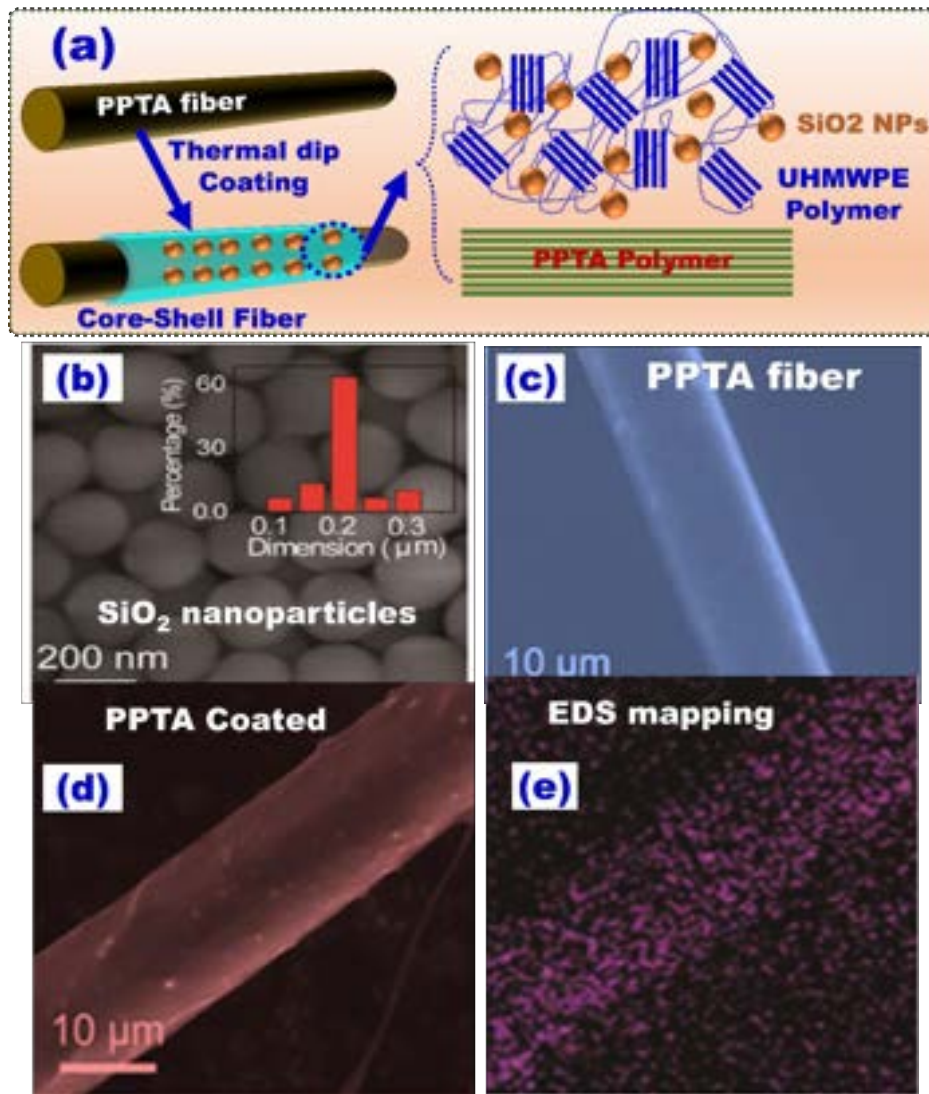 (a)
PPTA fiber
Thermal dip
Coating
Core-Shell Fiber
SiO2 NPs
UHMWPE
Polymer
PPTA Polymer
(b)
Percentage (%)
60
30
0.0
0.1 0.2 0.3
Dimension (μm)
SiO₂ nanoparticles
200 nm
(c)
PPTA fiber
10 μm
PPTA Coated
(d)
10 μm
EDS mapping
(e)